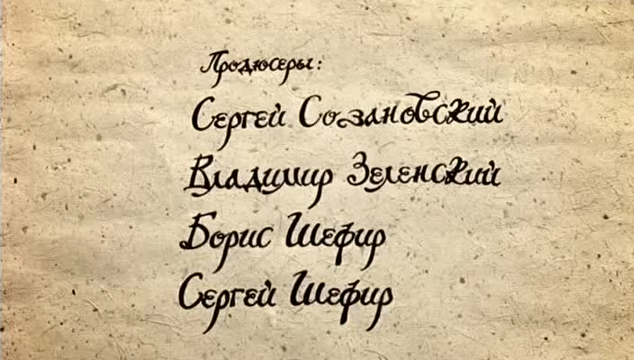 Продюсеры:
Сергей Созановский
Владимир Зеленский
Борис Шефир
Сергей Шефир